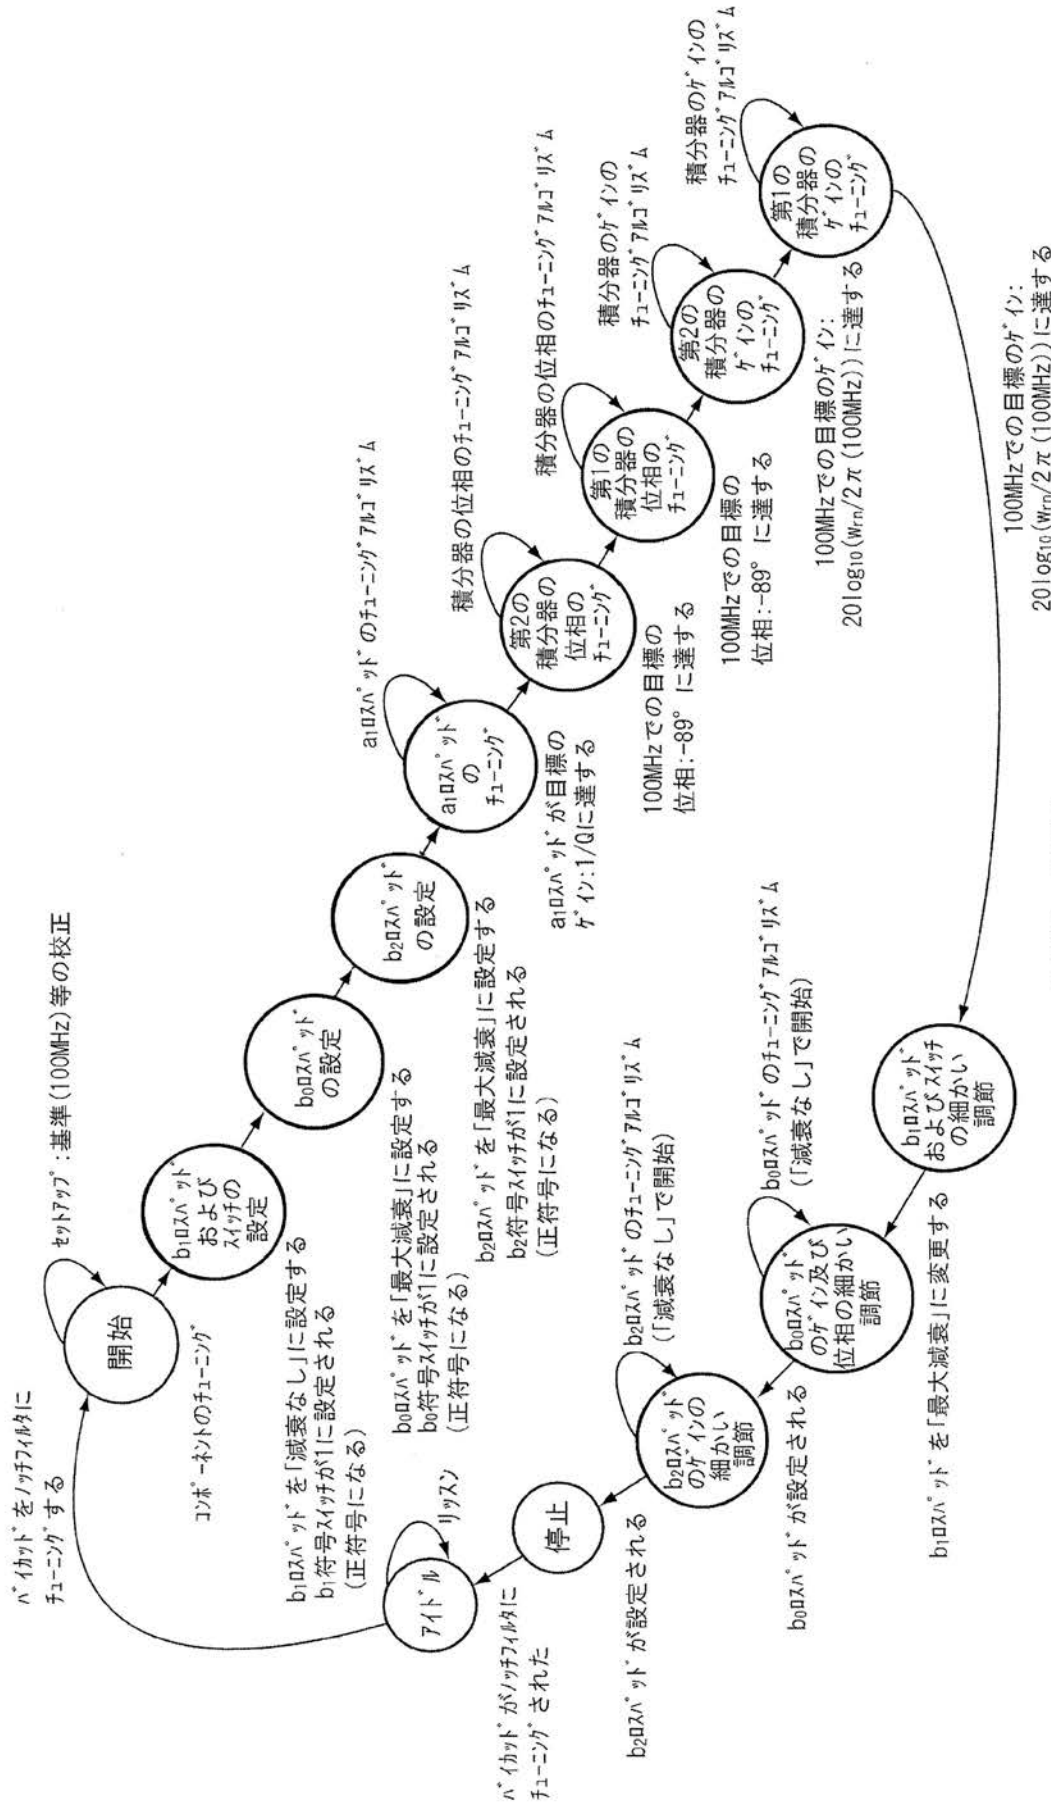 バイカッドをノッチフィルタに
チューニングする
開始
セットアップ:基準(100MHz)等の校正
コンポーネントのチューニング
b₁ロスパッド
および
スイッチの
設定
b₁ロスパッドを「減衰なし」に設定する
b₁符号スイッチが1に設定される
(正符号になる)
b₀ロスパッド
の設定
b₀ロスパッドを「最大減衰」に設定する
b₀符号スイッチが1に設定される
(正符号になる)
b₂ロスパッド
の設定
b₂ロスパッドを「最大減衰」に設定する
b₂符号スイッチが1に設定される
(正符号になる)
a₁ロスパッド
の
チューニング
a₁ロスパッドのチューニングアルゴリズム
a₁ロスパッドが目標の
ゲイン:1/Qに達する
第2の
積分器の
位相の
チューニング
積分器の位相のチューニングアルゴリズム
100MHzでの目標の
位相:-89°に達する
第1の
積分器の
位相の
チューニング
積分器の位相のチューニングアルゴリズム
100MHzでの目標の
位相:-89°に達する
第2の
積分器の
ゲインの
チューニング
積分器のゲインの
チューニングアルゴリズム
100MHzでの目標のゲイン:
20log₁₀(Wrn/2π(100MHz))に達する
第1の
積分器の
ゲインの
チューニング
積分器のゲインの
チューニングアルゴリズム
100MHzでの目標のゲイン:
20log₁₀(Wrn/2π(100MHz))に達する
b₁ロスパッド
およびスイッチ
の細かい
調節
b₁ロスパッドを「最大減衰」に変更する
b₀ロスパッド
のゲイン及び
位相の細かい
調節
b₀ロスパッドのチューニングアルゴリズム
(「減衰なし」で開始)
b₀ロスパッドが設定される
b₂ロスパッド
のゲインの
細かい
調節
b₂ロスパッドのチューニングアルゴリズム
(「減衰なし」で開始)
b₂ロスパッドが設定される
停止
バイカッドがノッチフィルタに
チューニングされた
アイドル
リッスン